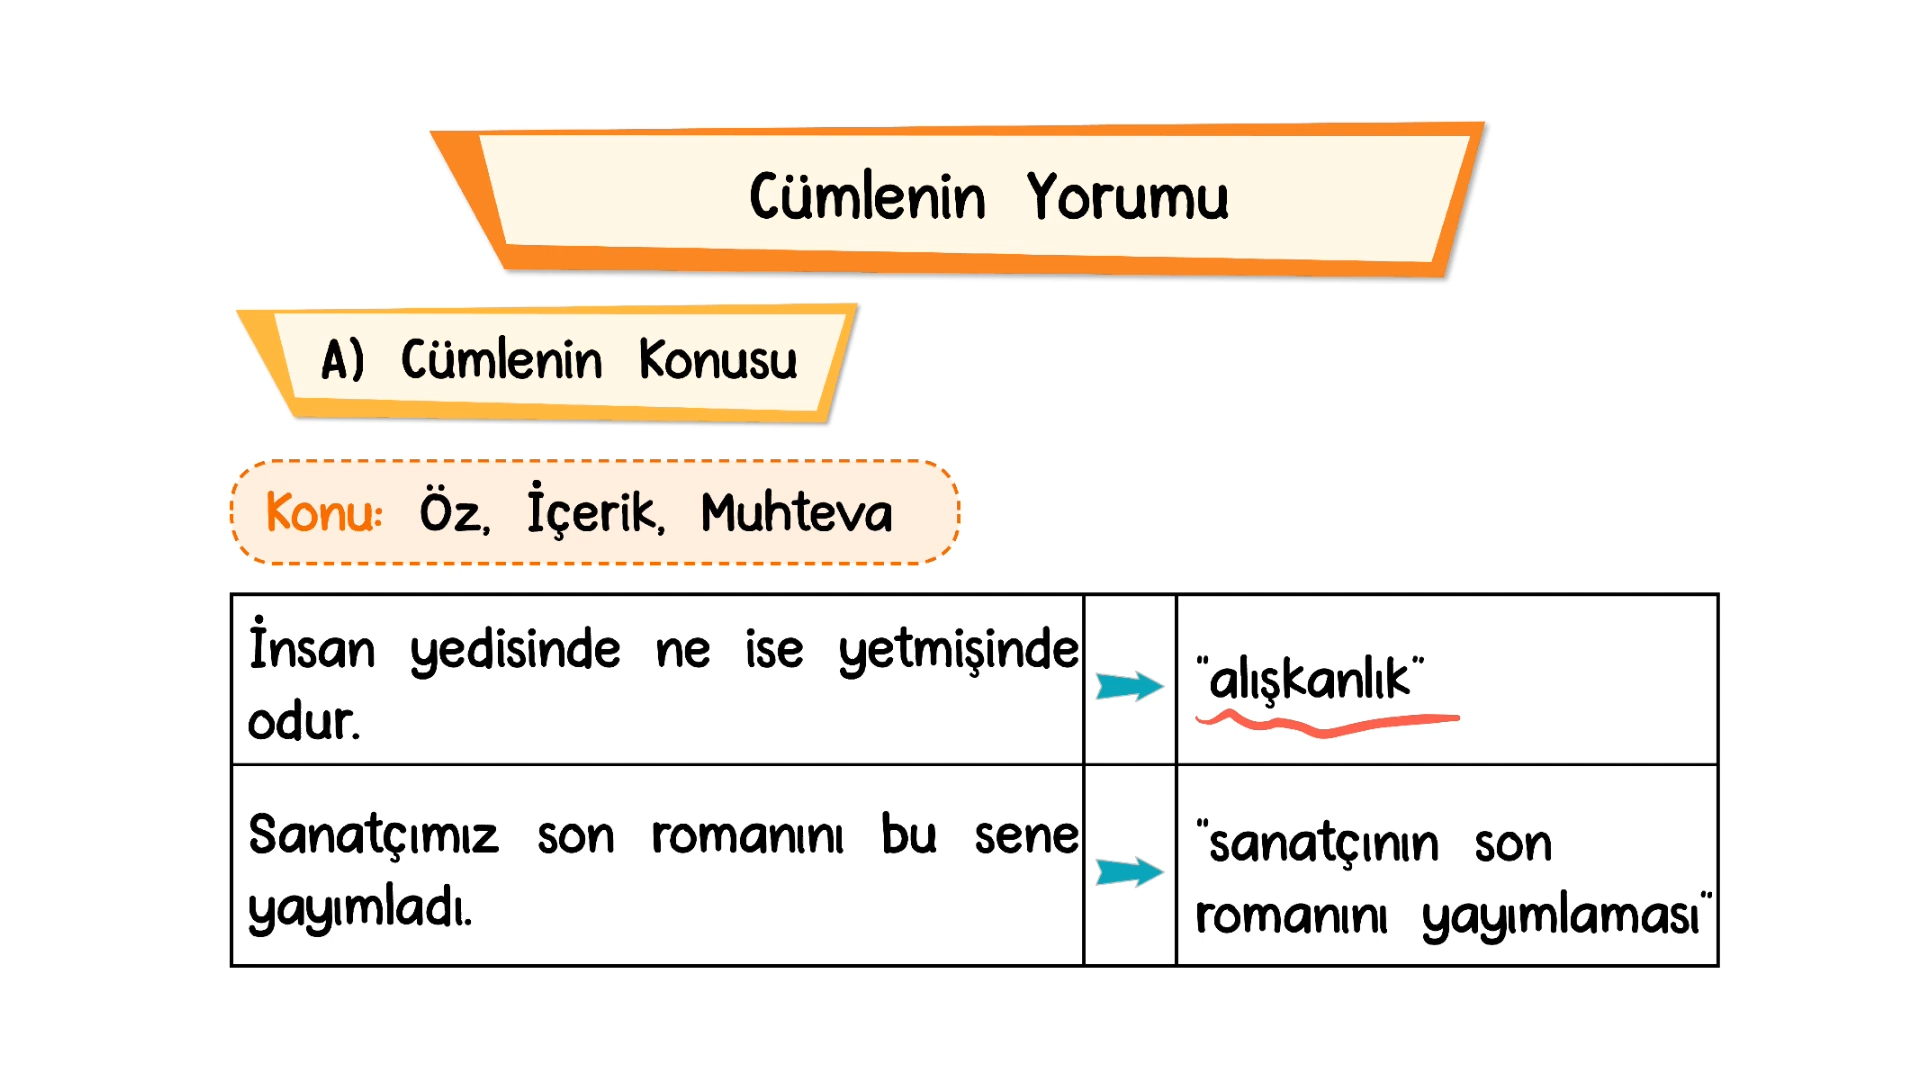 Cümlenin Yorumu
A) Cümlenin Konusu
Konu: Öz, İçerik, Muhteva
İnsan yedisinde ne ise yetmişinde
odur.
"alışkanlık"
Sanatçımız son romanını bu sene
yayımladı.
"sanatçının son
romanını yayımlaması"